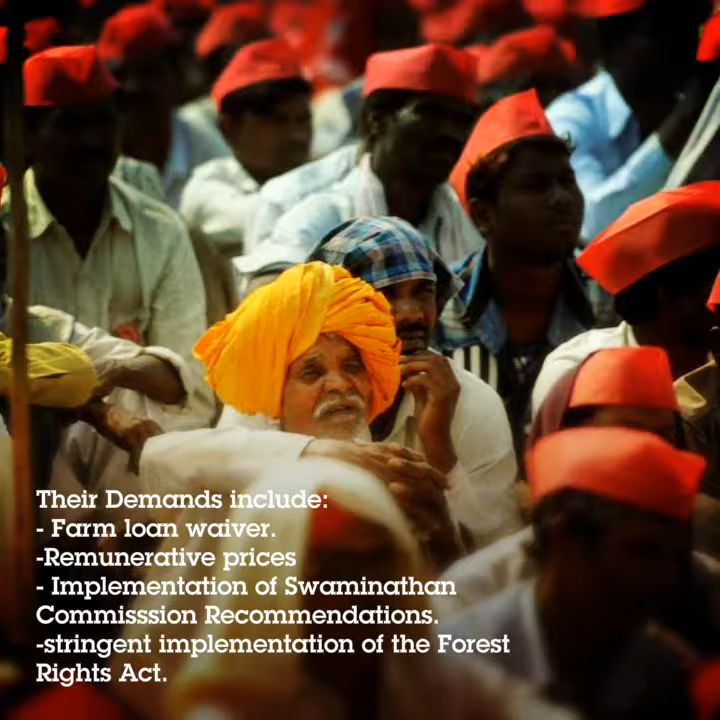 Their Demands include:
- Farm loan waiver.
-Remunerative prices
- Implementation of Swaminathan
Commisssion Recommendations.
-stringent implementation of the Forest
Rights Act.